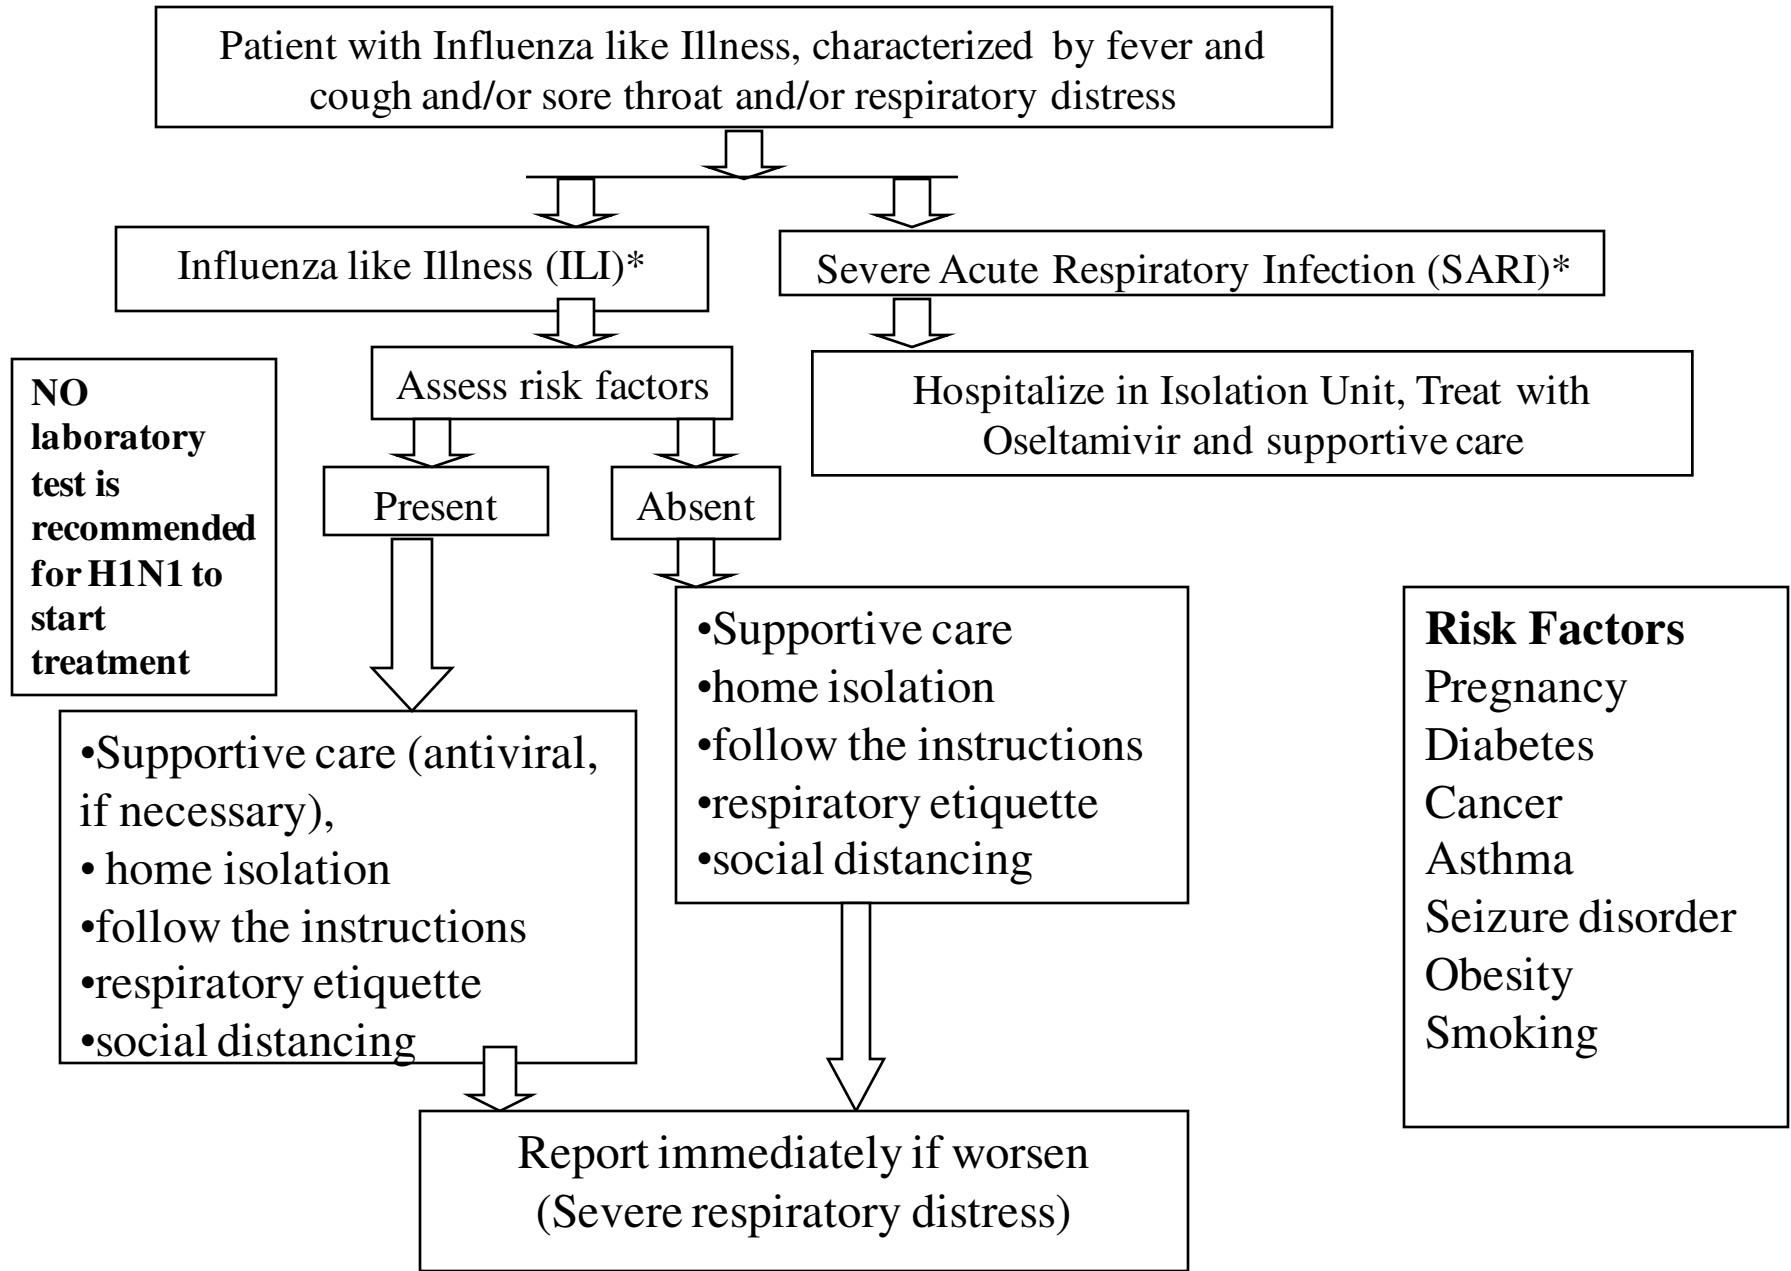 Patient with Influenza like Illness, characterized by fever and
cough and/or sore throat and/or respiratory distress
Influenza like Illness (ILI)*
Severe Acute Respiratory Infection (SARI)*
Assess risk factors
Hospitalize in Isolation Unit, Treat with
Oseltamivir and supportive care
NO
laboratory
test is
recommended
for H1N1 to
start
treatment
Present
Absent
•Supportive care
•home isolation
•follow the instructions
•respiratory etiquette
•social distancing
Risk Factors
Pregnancy
Diabetes
Cancer
Asthma
Seizure disorder
Obesity
Smoking
•Supportive care (antiviral,
if necessary),
• home isolation
•follow the instructions
•respiratory etiquette
•social distancing
Report immediately if worsen
(Severe respiratory distress)